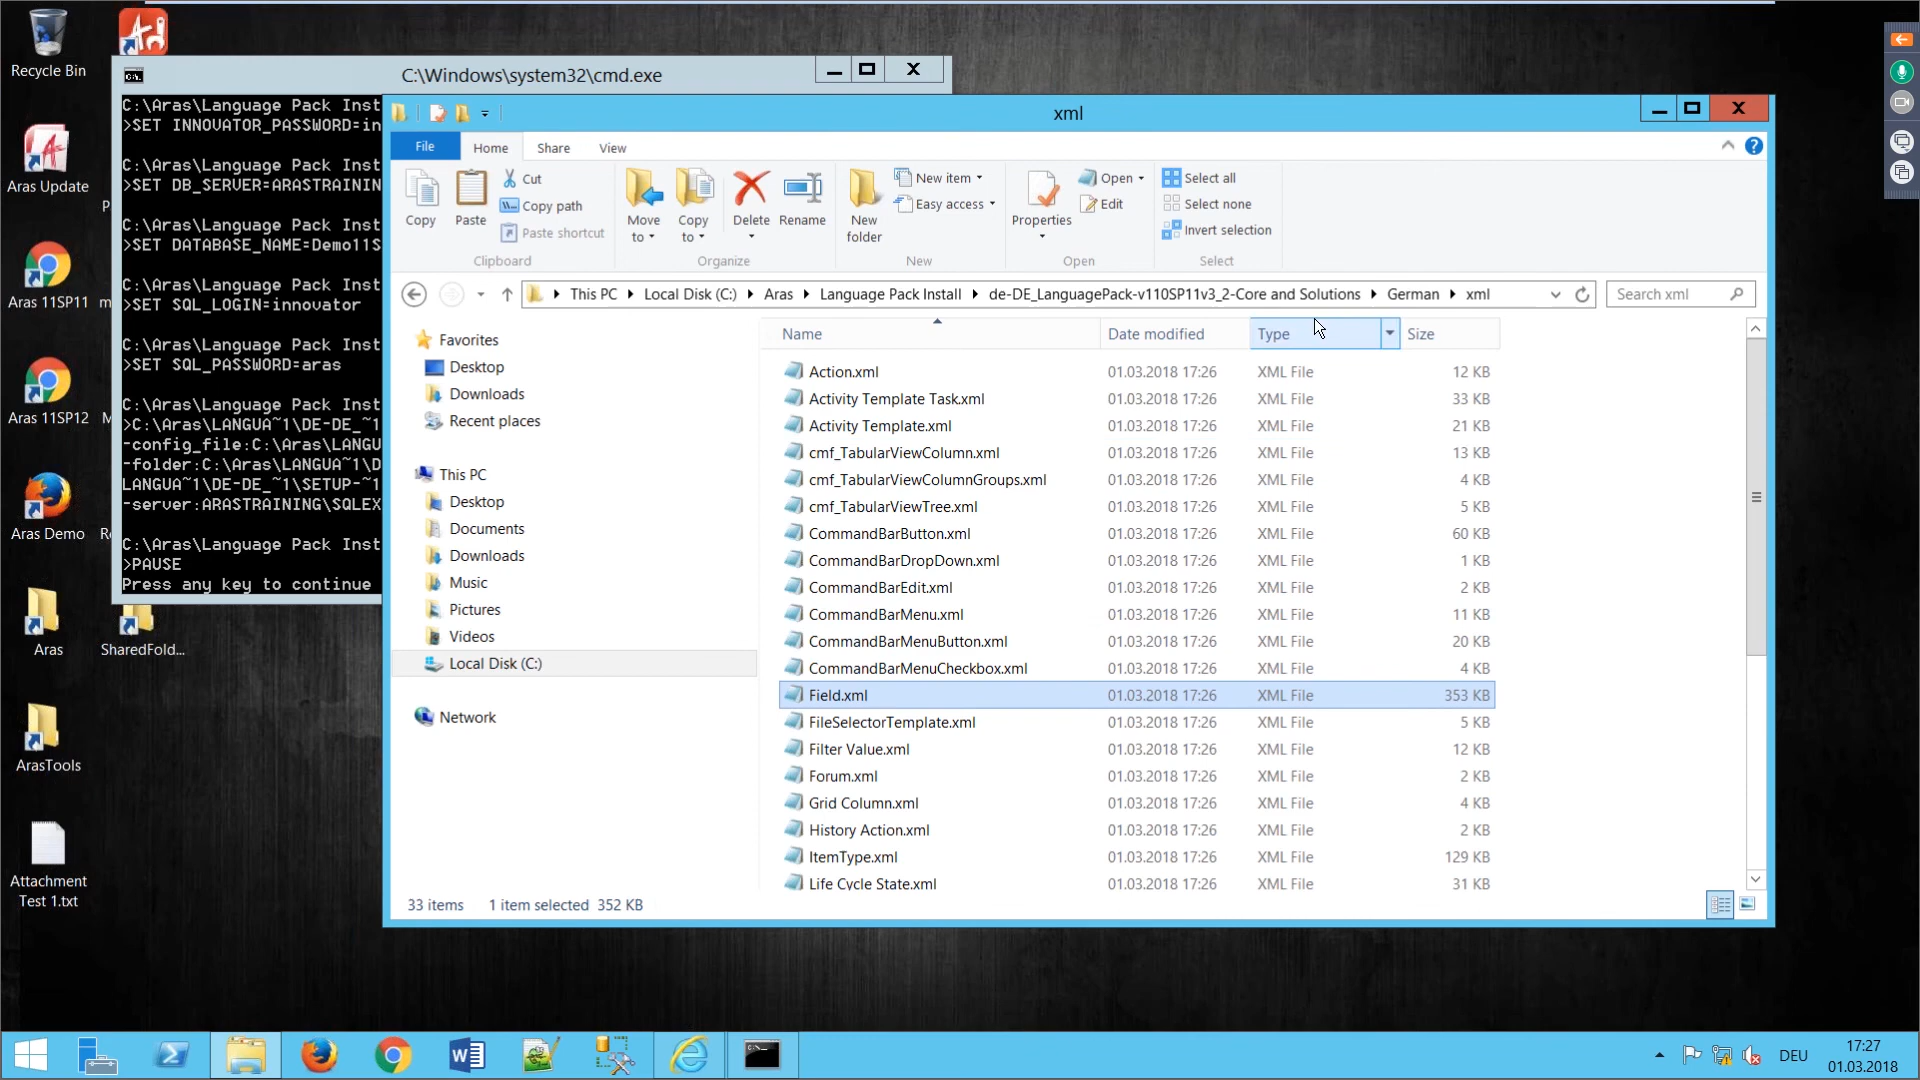 Recycle Bin
Aras Update
Aras 11SP11
Aras 11SP12
Aras Demo
Aras
SharedFold...
ArasTools
Attachment
Test 1.txt
C:\Windows\system32\cmd.exe
C:\Aras\Language Pack Inst
>SET INNOVATOR_PASSWORD=in
C:\Aras\Language Pack Inst
>SET DB_SERVER=ARASTRAININ
C:\Aras\Language Pack Inst
>SET DATABASE_NAME=Demo11S
C:\Aras\Language Pack Inst
>SET SQL_LOGIN=innovator
C:\Aras\Language Pack Inst
>SET SQL_PASSWORD=aras
C:\Aras\Language Pack Inst
>C:\Aras\LANGUA~1\DE-DE_~1
-config_file:C:\Aras\LANGU
-folder:C:\Aras\LANGUA~1\D
LANGUA~1\DE-DE_~1\SETUP-~1
-server:ARASTRAINING\SQLEX
C:\Aras\Language Pack Inst
>PAUSE
Press any key to continue
xml
File Home Share View
Copy
Paste
Cut
Copy path
Paste shortcut
Clipboard
Move to
Copy to
Delete
Rename
Organize
New folder
New item
Easy access
New
Properties
Open
Edit
Open
Select all
Select none
Invert selection
Select
This PC Local Disk (C:) Aras Language Pack Install de-DE_LanguagePack-v110SP11v3_2-Core and Solutions German xml
Search xml
Favorites
Desktop
Downloads
Recent places
This PC
Desktop
Documents
Downloads
Music
Pictures
Videos
Local Disk (C:)
Network
Name Date modified Type Size
Action.xml 01.03.2018 17:26 XML File 12 KB
Activity Template Task.xml 01.03.2018 17:26 XML File 33 KB
Activity Template.xml 01.03.2018 17:26 XML File 21 KB
cmf_TabularViewColumn.xml 01.03.2018 17:26 XML File 13 KB
cmf_TabularViewColumnGroups.xml 01.03.2018 17:26 XML File 4 KB
cmf_TabularViewTree.xml 01.03.2018 17:26 XML File 5 KB
CommandBarButton.xml 01.03.2018 17:26 XML File 60 KB
CommandBarDropDown.xml 01.03.2018 17:26 XML File 1 KB
CommandBarEdit.xml 01.03.2018 17:26 XML File 2 KB
CommandBarMenu.xml 01.03.2018 17:26 XML File 11 KB
CommandBarMenuButton.xml 01.03.2018 17:26 XML File 20 KB
CommandBarMenuCheckbox.xml 01.03.2018 17:26 XML File 4 KB
Field.xml 01.03.2018 17:26 XML File 353 KB
FileSelectorTemplate.xml 01.03.2018 17:26 XML File 5 KB
Filter Value.xml 01.03.2018 17:26 XML File 12 KB
Forum.xml 01.03.2018 17:26 XML File 2 KB
Grid Column.xml 01.03.2018 17:26 XML File 4 KB
History Action.xml 01.03.2018 17:26 XML File 2 KB
ItemType.xml 01.03.2018 17:26 XML File 129 KB
Life Cycle State.xml 01.03.2018 17:26 XML File 31 KB
33 items 1 item selected 352 KB
DEU
17:27
01.03.2018